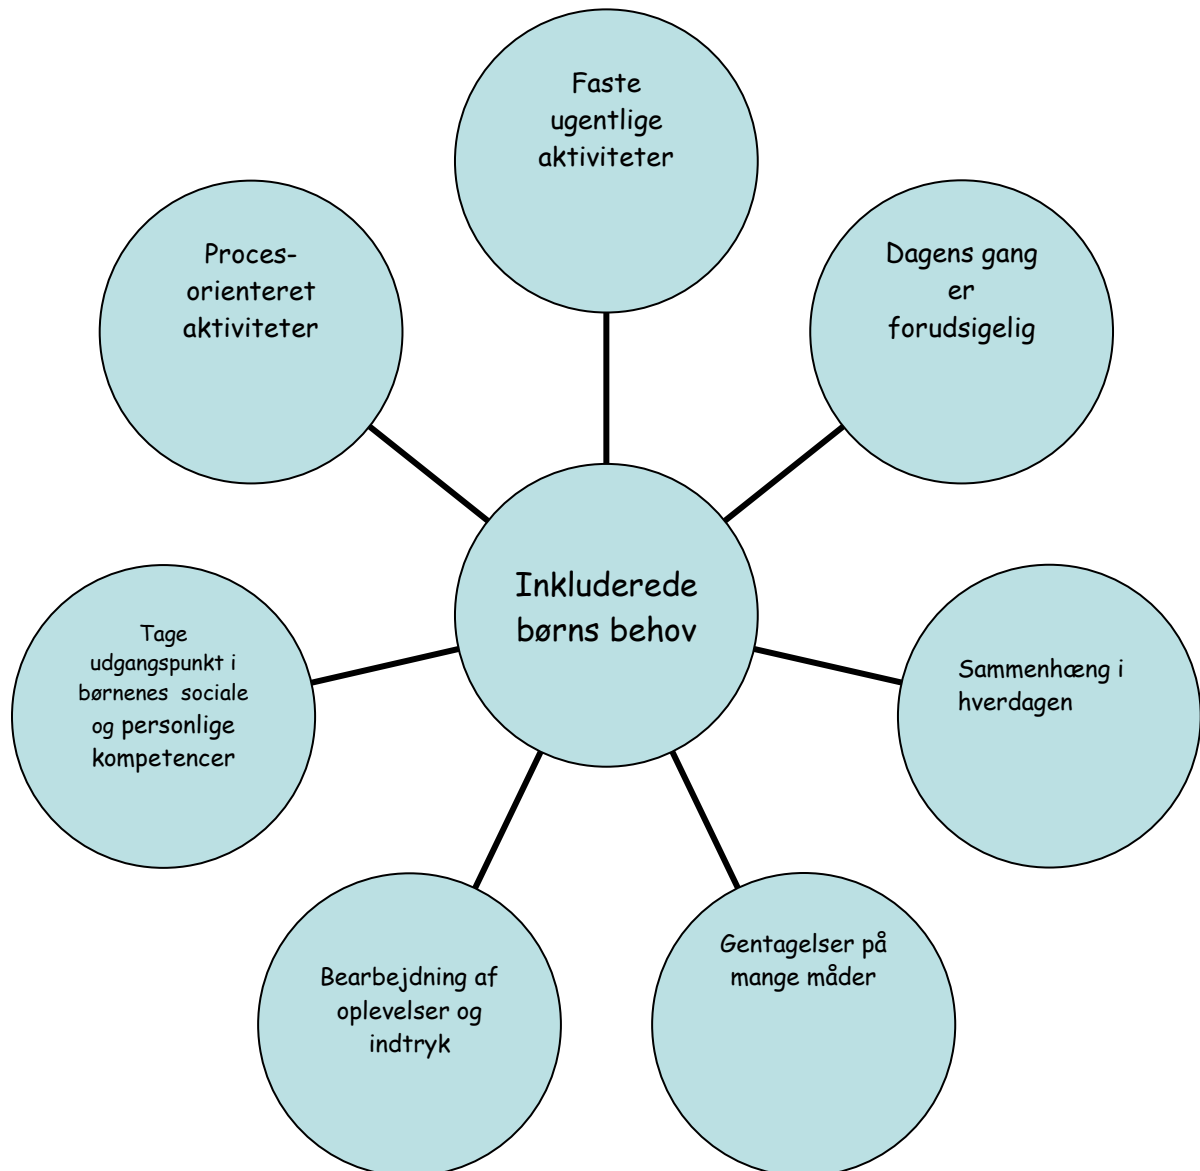 Faste
ugentlige
aktiviteter
Dagens gang
er
forudsigelig
Sammenhæng i
hverdagen
Gentagelser på
mange måder
Bearbejdning af
oplevelser og
indtryk
Tage
udgangspunkt i
børnenes sociale
og personlige
kompetencer
Proces-
orienteret
aktiviteter
Inkluderede
børns behov